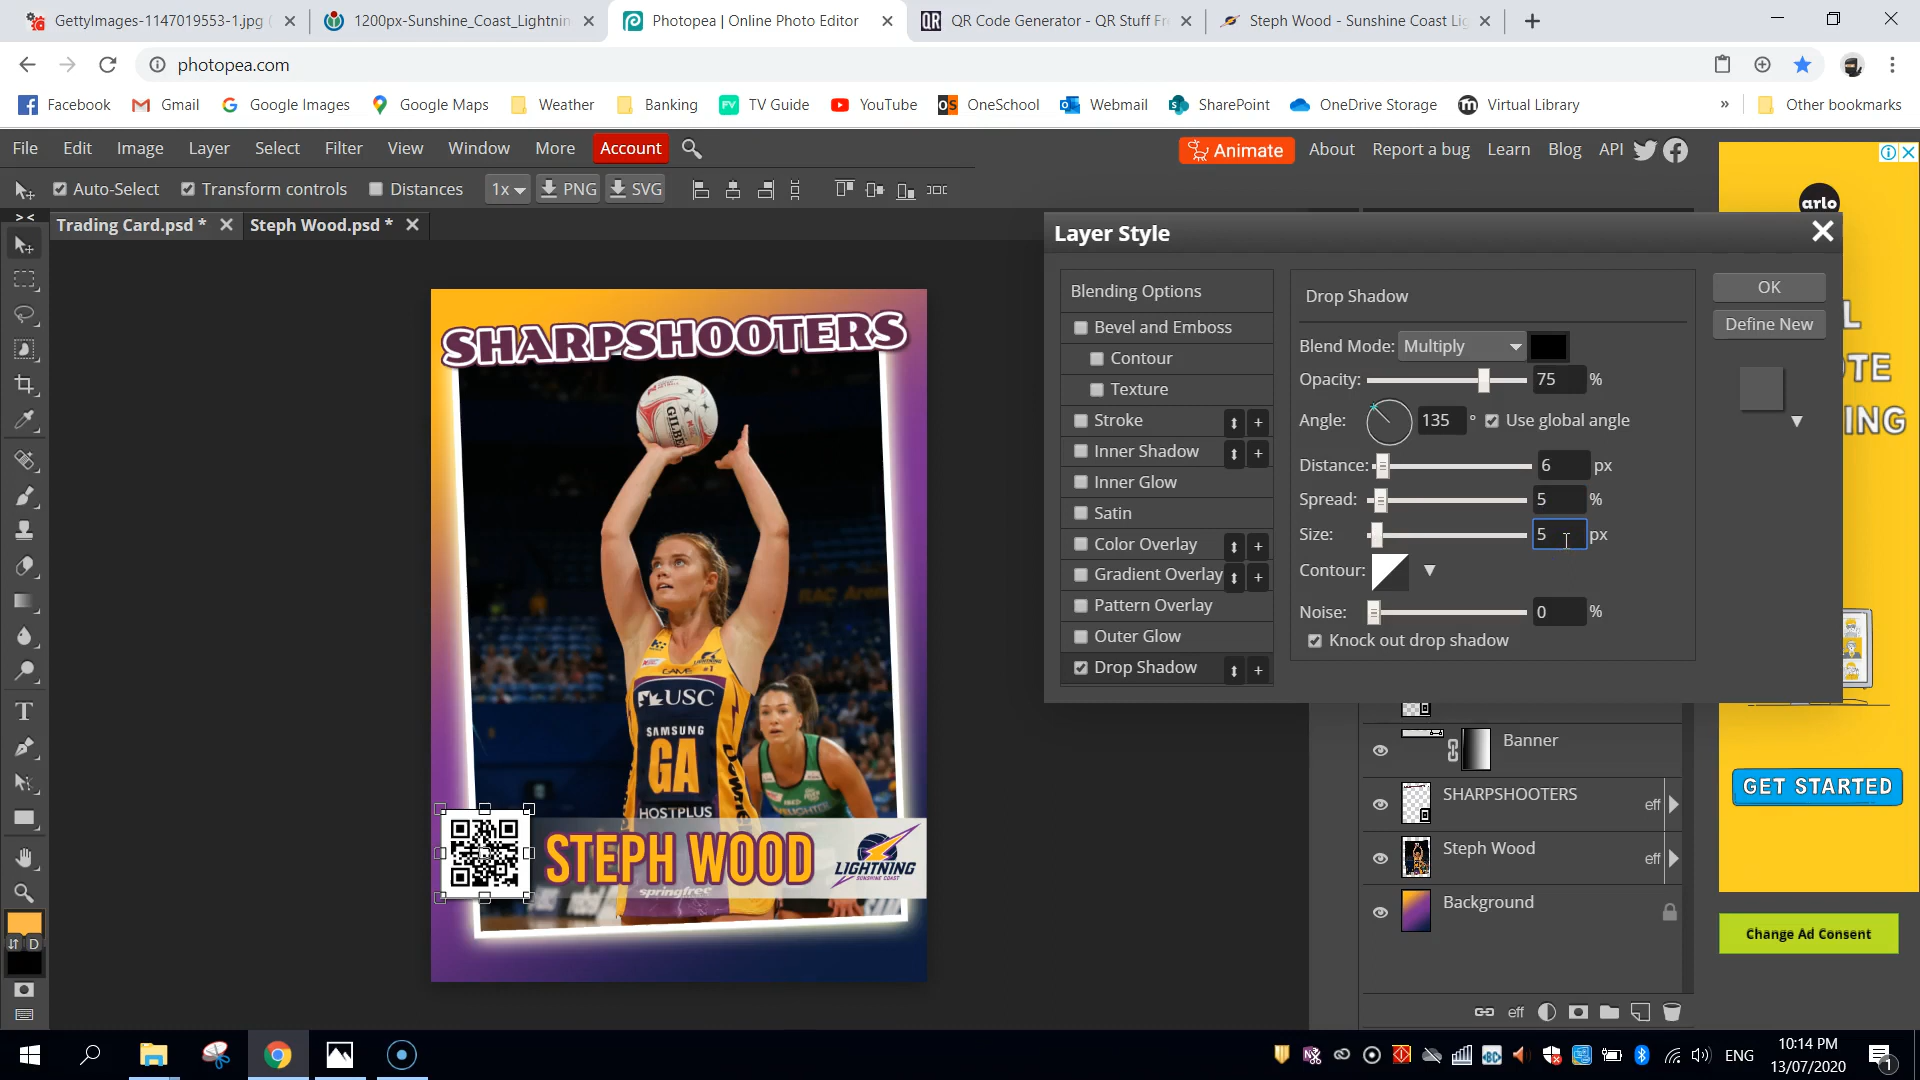 GettyImages-1147019553-1.jpg (
1200px-Sunshine_Coast_Lightnin
Photopea | Online Photo Editor
QR Code Generator - QR Stuff Fr
Steph Wood - Sunshine Coast Lig
photopea.com
Facebook
Gmail
Google Images
Google Maps
Weather
Banking
TV Guide
YouTube
OneSchool
Webmail
SharePoint
OneDrive Storage
Virtual Library
»
Other bookmarks
File
Edit
Image
Layer
Select
Filter
View
Window
More
Account
Animate
About
Report a bug
Learn
Blog
API
Auto-Select
Transform controls
Distances
1x
PNG
SVG
Trading Card.psd *
Steph Wood.psd *
arlo
Layer Style
Blending Options
Bevel and Emboss
Contour
Texture
Stroke
Inner Shadow
Inner Glow
Satin
Color Overlay
Gradient Overlay
Pattern Overlay
Outer Glow
Drop Shadow
Drop Shadow
Blend Mode: Multiply
Opacity: 75 %
Angle: 135 ° Use global angle
Distance: 6 px
Spread: 5 %
Size: 5 px
Contour:
Noise: 0 %
Knock out drop shadow
OK
Define New
SHARPSHOOTERS
GILBE
USC
SAMSUNG
GA
HOSTPLUS
STEPH WOOD
LIGHTNING
SUNSHINE COAST
springfree
Banner
SHARPSHOOTERS
eff
Steph Wood
eff
Background
eff
GET STARTED
Change Ad Consent
D
T
ENG
10:14 PM
13/07/2020
1